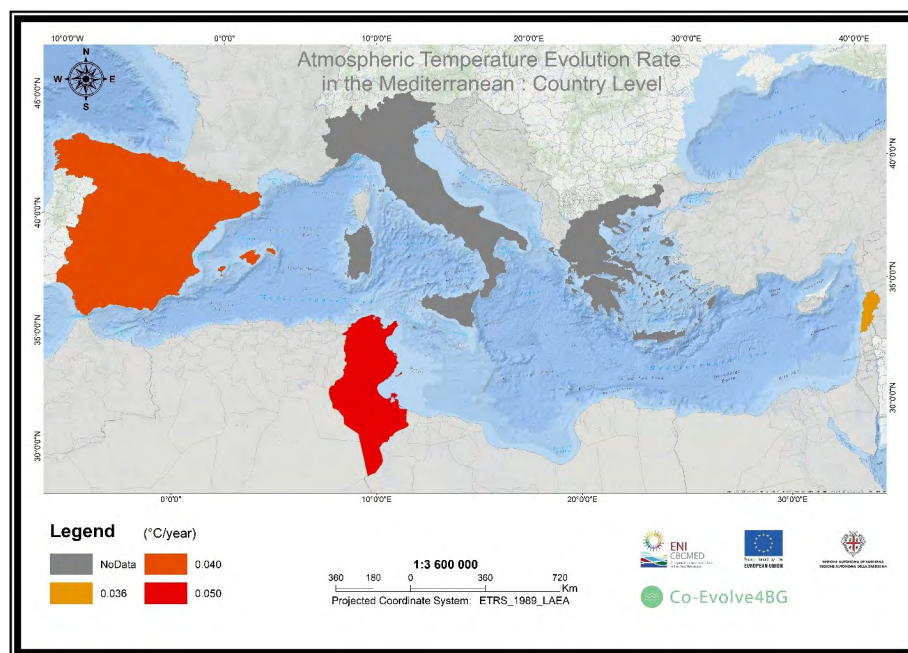 10°0'0"W
0°0'0"
10°0'0"E
20°0'0"E
30°0'0"E
40°0'0"E
Atmospheric Temperature Evolution Rate
in the Mediterranean : Country Level
N
W E
S
45°0'0"N
40°0'0"N
35°0'0"N
30°0'0"N
40°0'0"N
35°0'0"N
30°0'0"N
0°0'0"
10°0'0"E
20°0'0"E
30°0'0"E
Legend (°C/year)
NoData 0.040
0.036 0.050
1:3 600 000
360 180 0 360 720
Km
Projected Coordinate System: ETRS_1989_LAEA
ENI
CBCMED
EUROPEAN UNION
REGIONE AUTONOMA DELLA SARDEGNA
Co-Evolve4BG